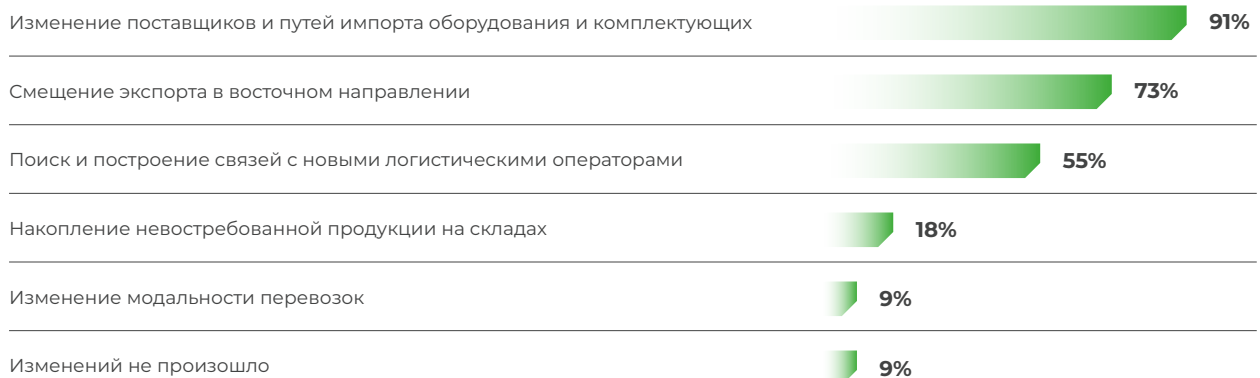 Изменение поставщиков и путей импорта оборудования и комплектующих 91%
Смещение экспорта в восточном направлении 73%
Поиск и построение связей с новыми логистическими операторами 55%
Накопление невостребованной продукции на складах 18%
Изменение модальности перевозок 9%
Изменений не произошло 9%